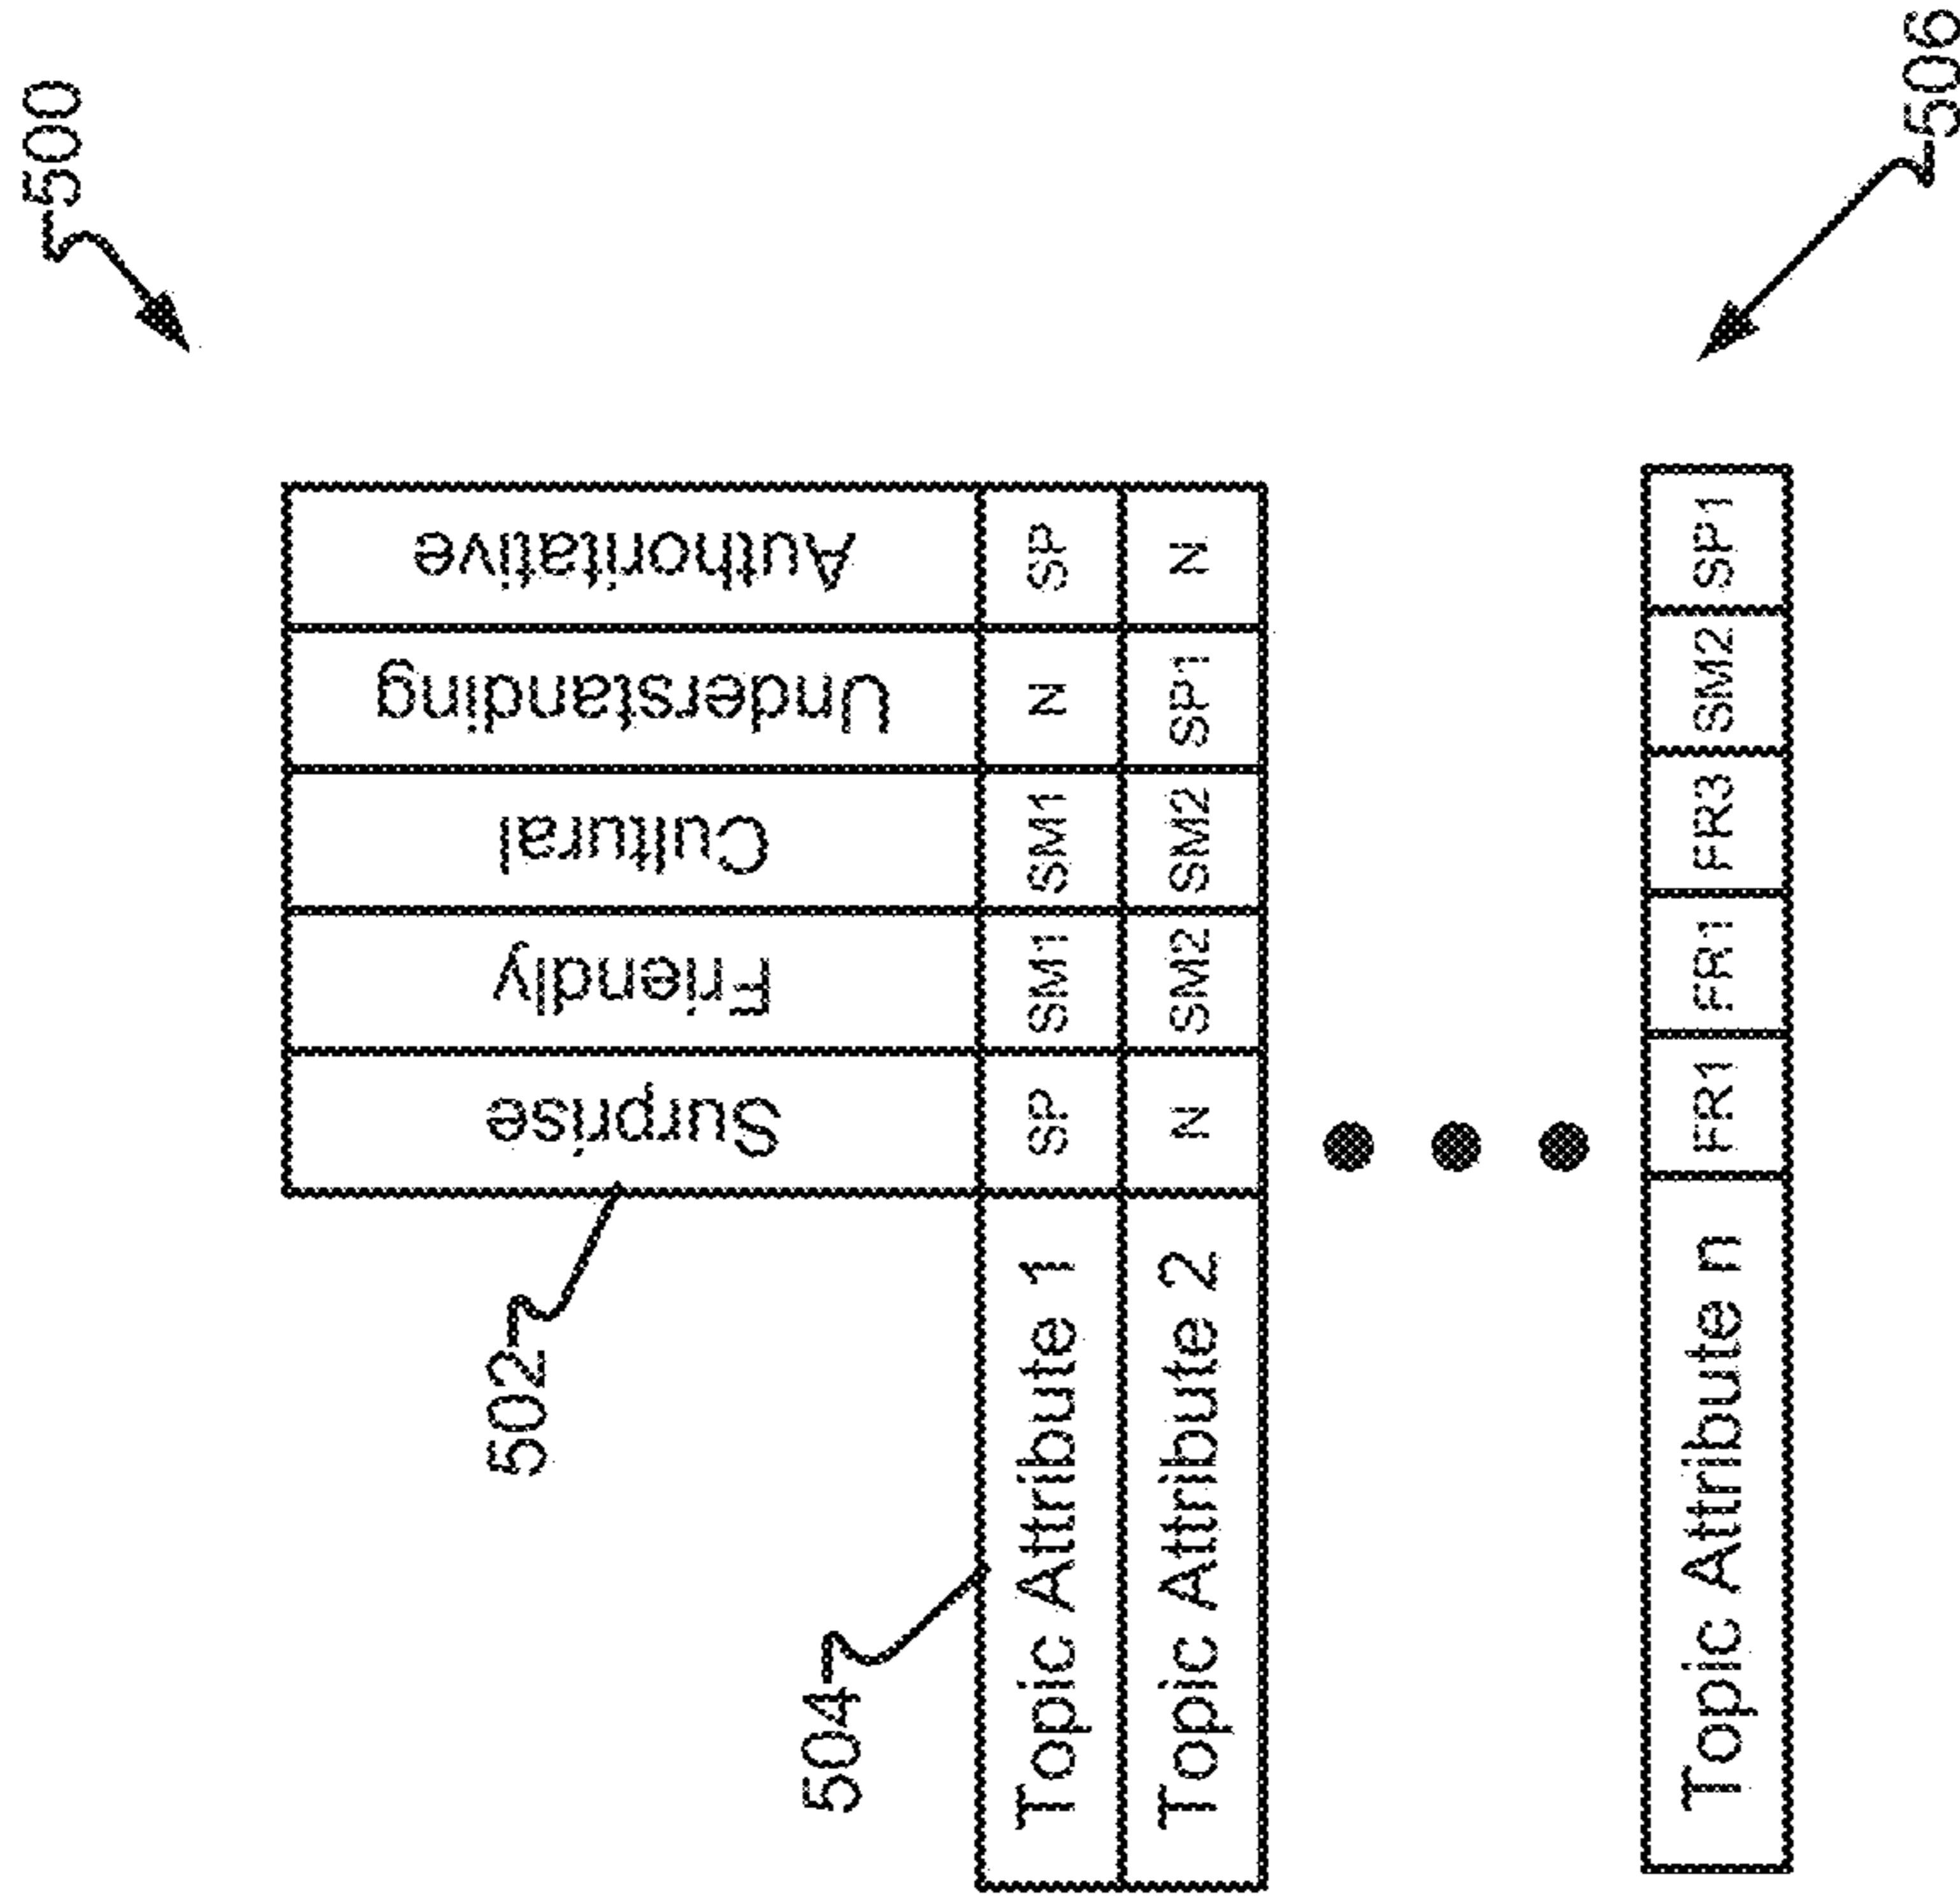 500
Surprise Friendly Cultural Understanding Authoritative
502
504
Topic Attribute 1 SP SM1 SM1 N SP
Topic Attribute 2 N SM2 SM2 SP1 N
Topic Attribute n FR1 FR1 FR3 SM2 SP1
506